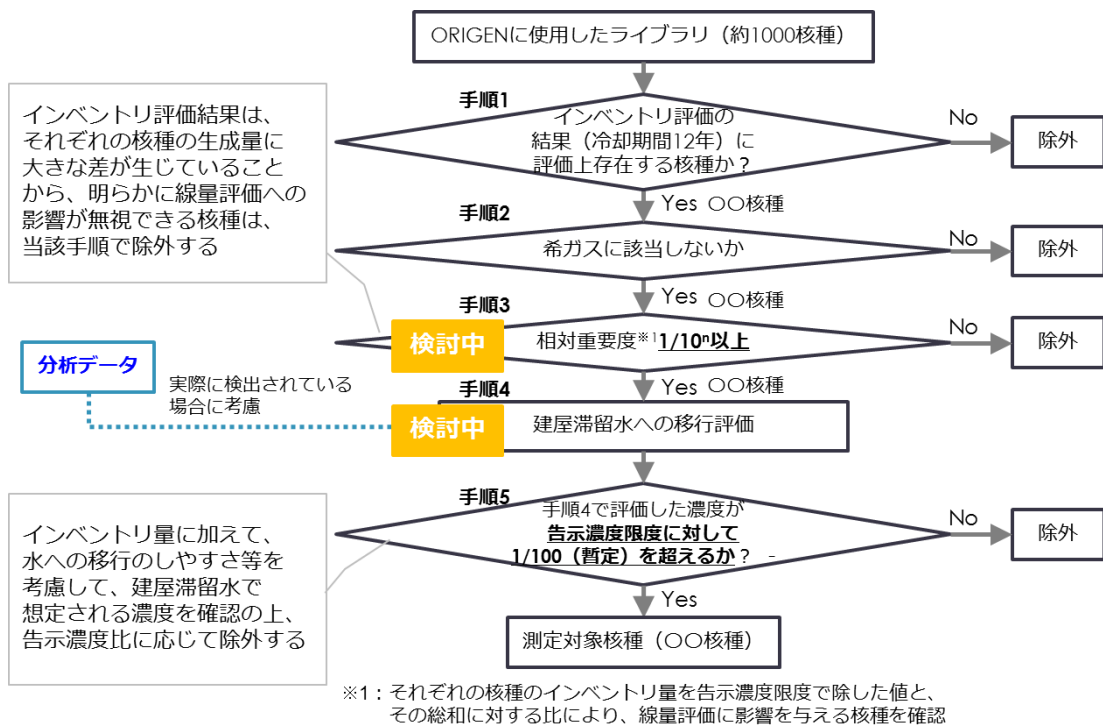 ORIGENに使用したライブラリ（約1000核種）
インベントリ評価結果は、
それぞれの核種の生成量に
大きな差が生じていること
から、明らかに線量評価への
影響が無視できる核種は、
当該手順で除外する
手順1
インベントリ評価の
結果（冷却期間12年）に
評価上存在する核種か？
No
除外
Yes 〇〇核種
手順2
希ガスに該当しないか
No
除外
Yes 〇〇核種
手順3
検討中
相対重要度※1 1/10ⁿ以上
No
除外
Yes 〇〇核種
分析データ
実際に検出されている
場合に考慮
手順4
検討中
建屋滞留水への移行評価
インベントリ量に加えて、
水への移行のしやすさ等を
考慮して、建屋滞留水で
想定される濃度を確認の上、
告示濃度比に応じて除外する
手順5
手順4で評価した濃度が
告示濃度限度に対して
1/100（暫定）を超えるか？
No
除外
Yes
測定対象核種（〇〇核種）
※1：それぞれの核種のインベントリ量を告示濃度限度で除した値と、
その総和に対する比により、線量評価に影響を与える核種を確認